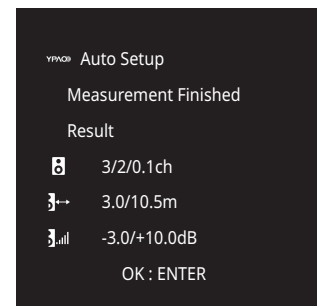 YPAO Auto Setup
Measurement Finished
Result
3/2/0.1ch
3.0/10.5m
-3.0/+10.0dB
OK : ENTER